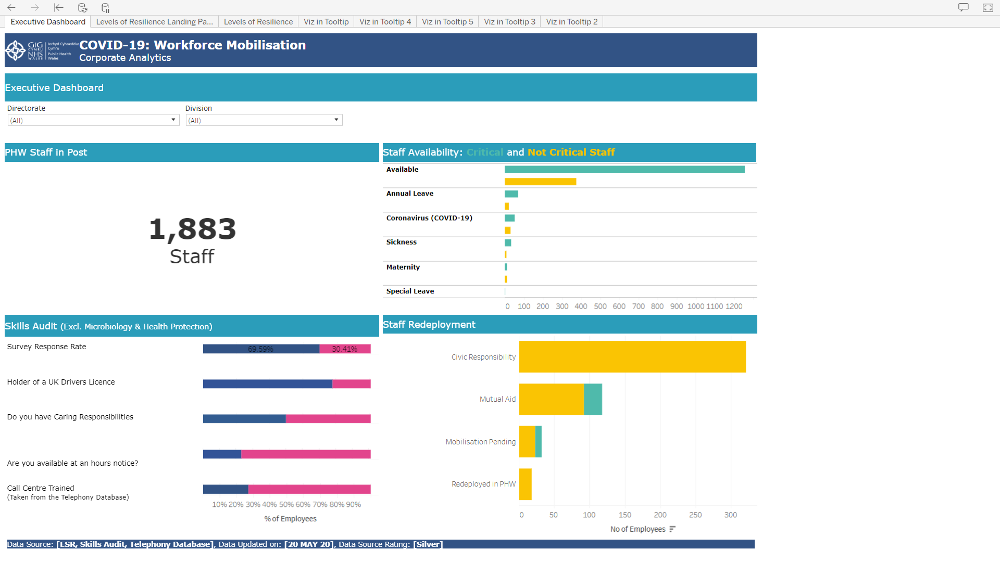 Executive Dashboard
Levels of Resilience Landing Pa...
Levels of Resilience
Viz in Tooltip
Viz in Tooltip 4
Viz in Tooltip 5
Viz in Tooltip 3
Viz in Tooltip 2
GIG
CYMRU
NHS
WALES
Iechyd Cyhoeddus
Cymru
Public Health
Wales
COVID-19: Workforce Mobilisation
Corporate Analytics
Executive Dashboard
Directorate
(All)
Division
(All)
PHW Staff in Post
1,883
Staff
Staff Availability: Critical and Not Critical Staff
Available
Annual Leave
Coronavirus (COVID-19)
Sickness
Maternity
Special Leave
0 100 200 300 400 500 600 700 800 900 1000 1100 1200
Skills Audit (Excl. Microbiology & Health Protection)
Survey Response Rate
69.59% 30.41%
Holder of a UK Drivers Licence
Do you have Caring Responsibilities
Are you available at an hours notice?
Call Centre Trained
(Taken from the Telephony Database)
10% 20% 30% 40% 50% 60% 70% 80% 90%
% of Employees
Staff Redeployment
Civic Responsibility
Mutual Aid
Mobilisation Pending
Redeployed in PHW
0 50 100 150 200 250 300
No of Employees
Data Source: [ESR, Skills Audit, Telephony Database], Data Updated on: [20 MAY 20], Data Source Rating: [Silver]